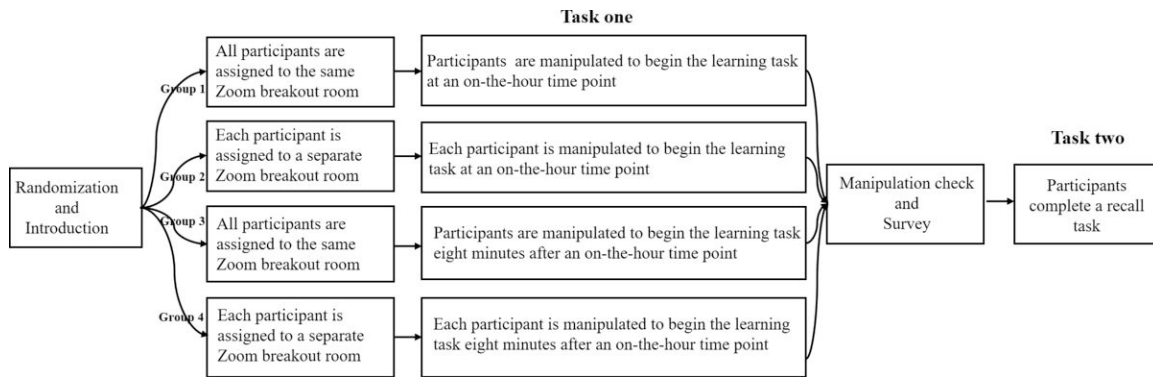 Task one
All participants are
assigned to the same
Zoom breakout room
Participants are manipulated to begin the learning task
at an on-the-hour time point
Group 1
Each participant is
assigned to a separate
Zoom breakout room
Each participant is manipulated to begin the learning
task at an on-the-hour time point
Group 2
Task two
Randomization
and
Introduction
Manipulation check
and
Survey
Participants
complete a recall
task
Group 3
All participants are
assigned to the same
Zoom breakout room
Participants are manipulated to begin the learning task
eight minutes after an on-the-hour time point
Group 4
Each participant is
assigned to a separate
Zoom breakout room
Each participant is manipulated to begin the learning
task eight minutes after an on-the-hour time point